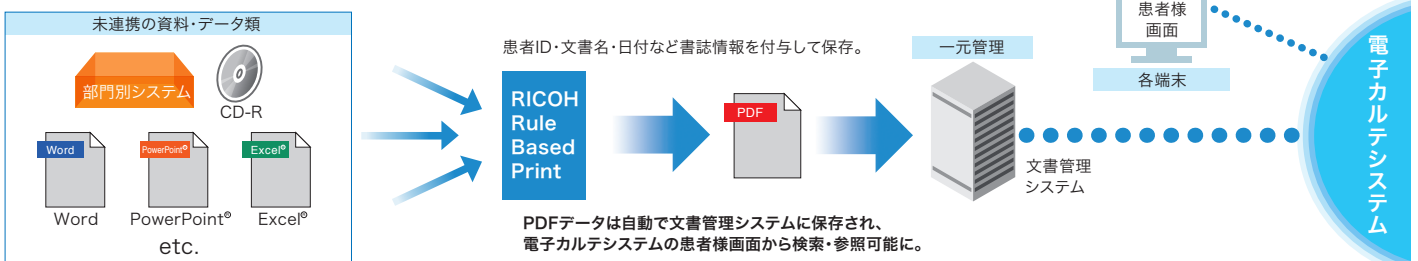 未連携の資料・データ類
部門別システム
CD-R
Word
PowerPoint®
Excel®
Word
PowerPoint®
Excel®
etc.
患者ID・文書名・日付など書誌情報を付与して保存。
RICOH
Rule
Based
Print
PDF
PDFデータは自動で文書管理システムに保存され、
電子カルテシステムの患者様画面から検索・参照可能に。
一元管理
文書管理
システム
患者様
画面
各端末
電子カルテシステム